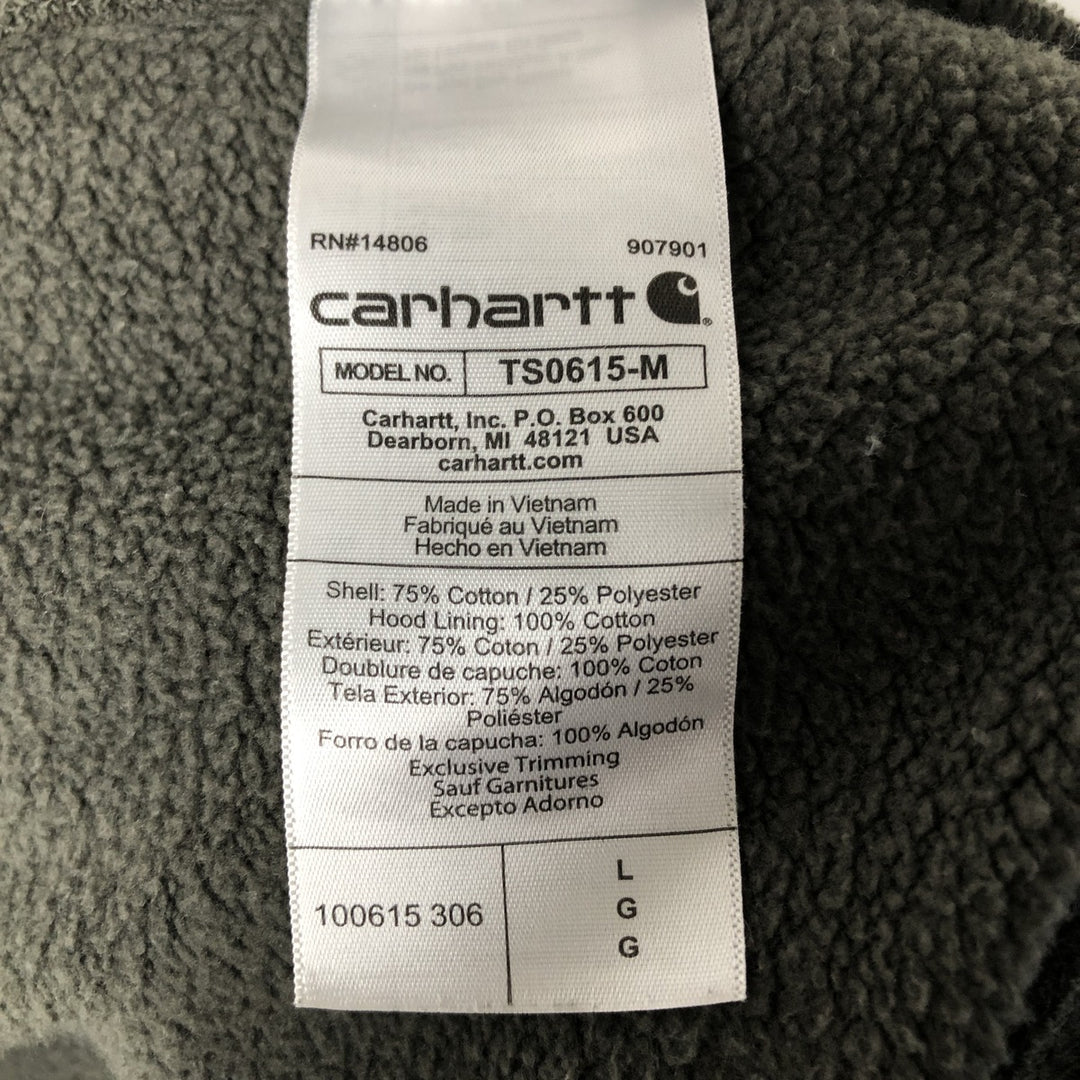 RN#14806 907901
carhartt ®
MODEL NO. TS0615-M
Carhartt, Inc. P.O. Box 600
Dearborn, MI 48121 USA
carhartt.com
Made in Vietnam
Fabriqué au Vietnam
Hecho en Vietnam
Shell: 75% Cotton / 25% Polyester
Hood Lining: 100% Cotton
Extérieur: 75% Coton / 25% Polyester
Doublure de capuche: 100% Coton
Tela Exterior: 75% Algodón / 25%
Poliéster
Forro de la capucha: 100% Algodón
Exclusive Trimming
Sauf Garnitures
Excepto Adorno
100615 306
L
G
G